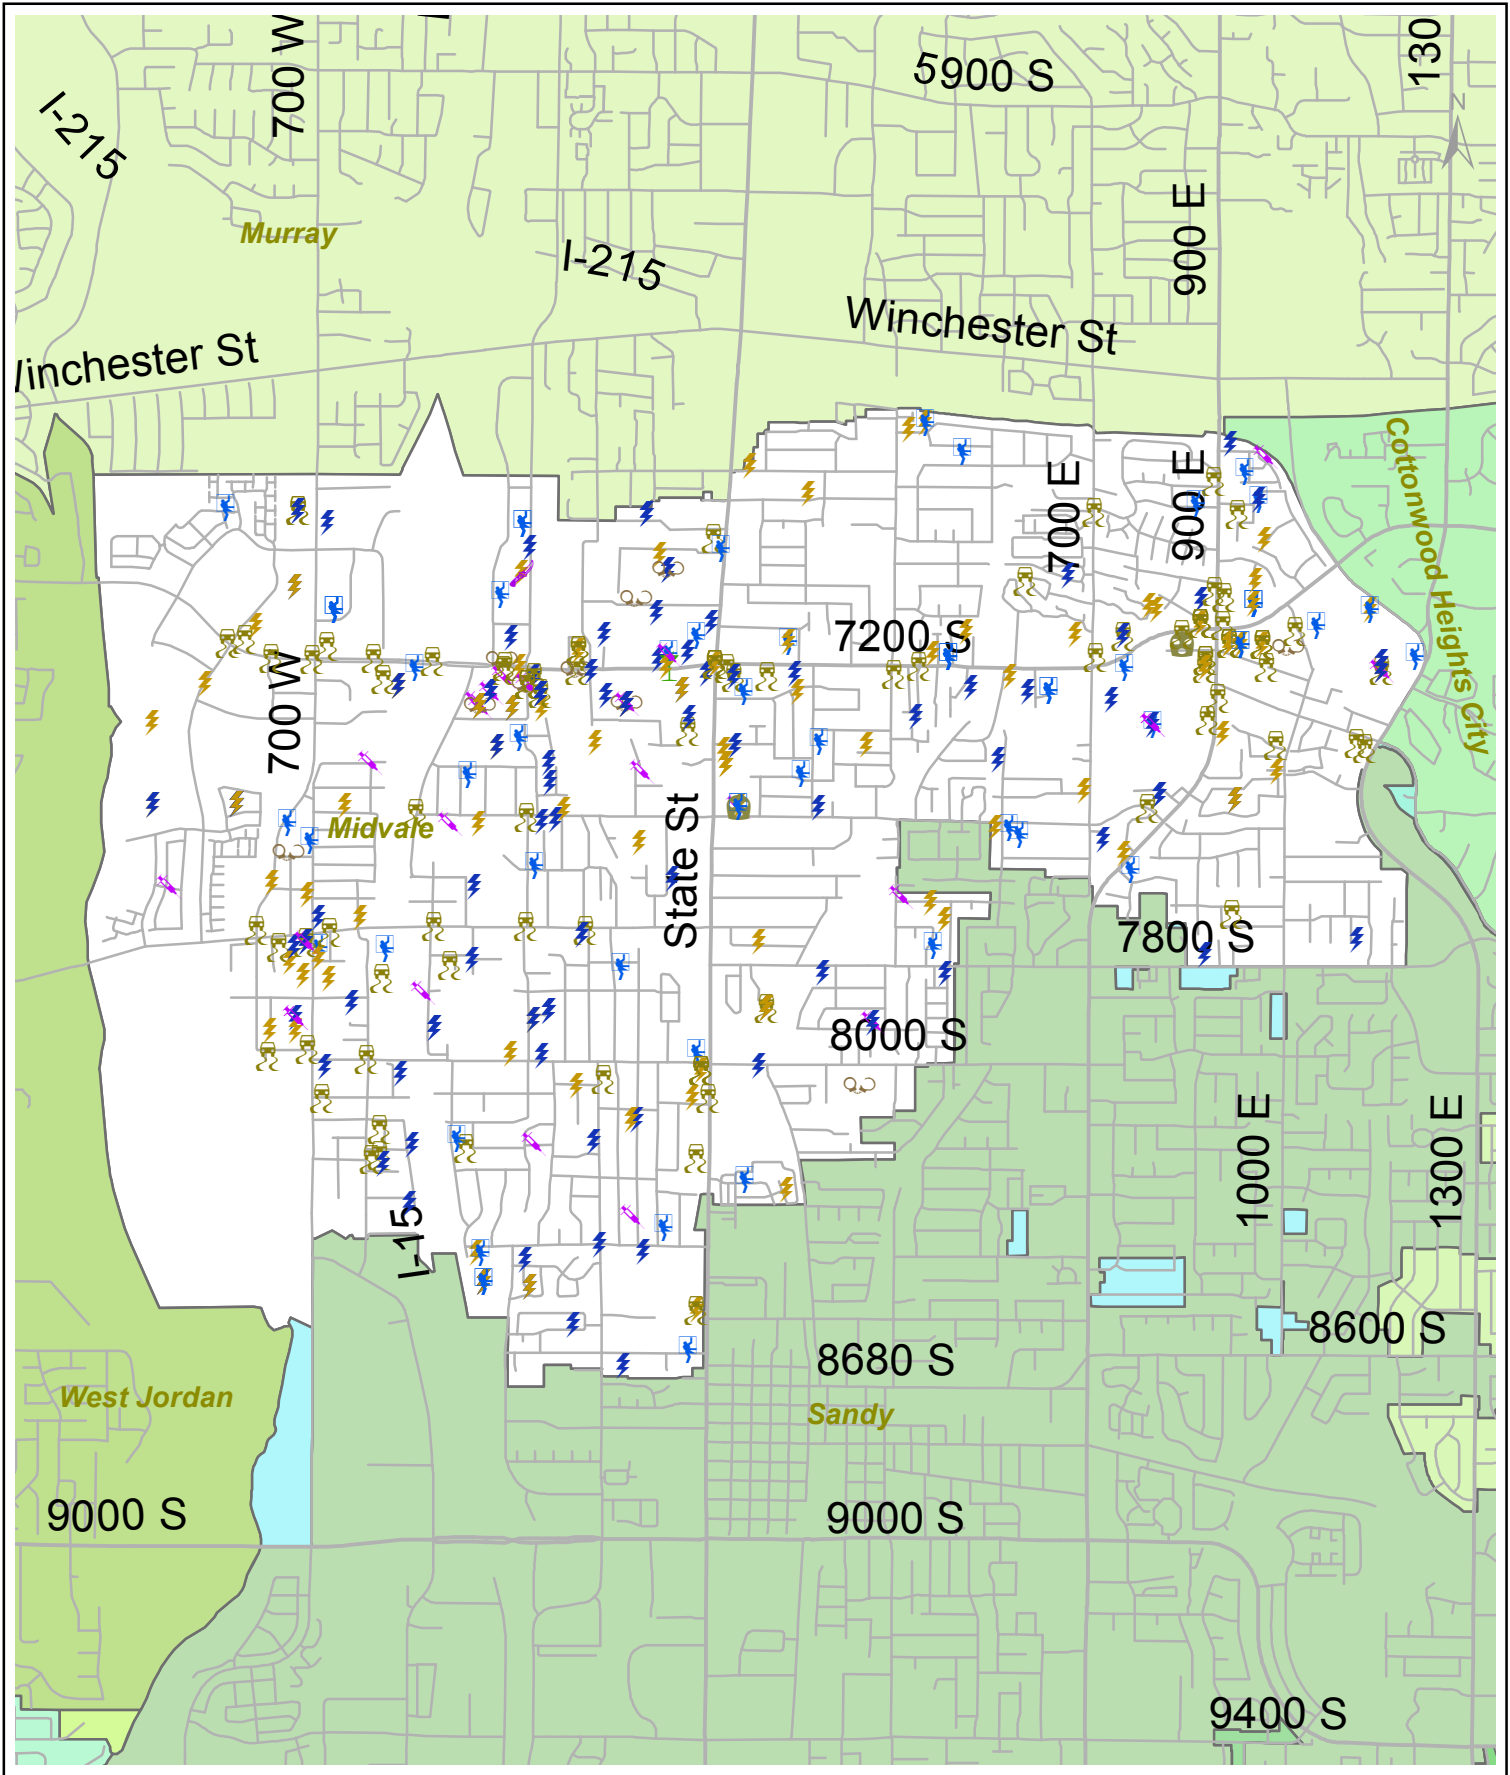 700 W
5900 S
130
I-215
N
Murray
900 E
I-215
Winchester St
Winchester St
Cottonwood Heights City
700 E
900 E
7200 S
700 W
Midvale
State St
7800 S
8000 S
1000 E
1300 E
I-15
8600 S
8680 S
West Jordan
Sandy
9000 S
9000 S
9400 S